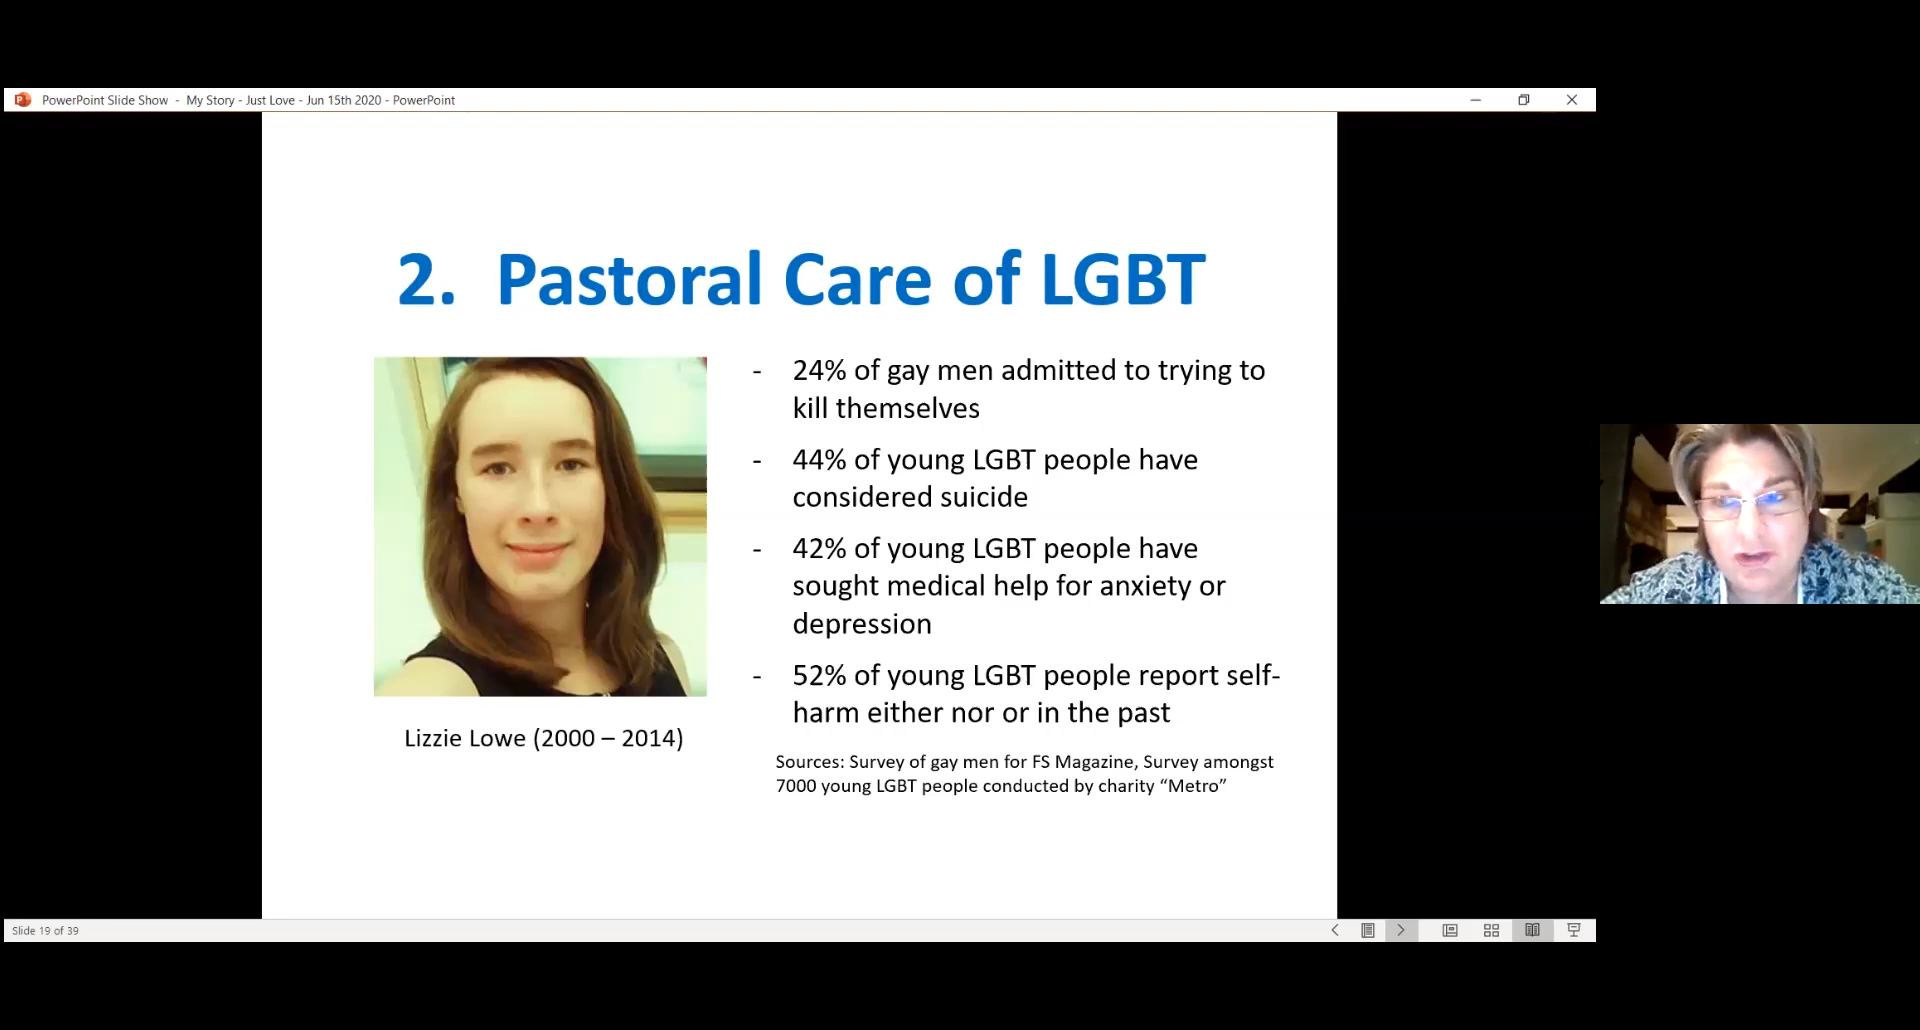 PowerPoint Slide Show - My Story - Just Love - Jun 15th 2020 - PowerPoint
2. Pastoral Care of LGBT
- 24% of gay men admitted to trying to
kill themselves
- 44% of young LGBT people have
considered suicide
- 42% of young LGBT people have
sought medical help for anxiety or
depression
- 52% of young LGBT people report self-
harm either nor or in the past
Lizzie Lowe (2000 – 2014)
Sources: Survey of gay men for FS Magazine, Survey amongst
7000 young LGBT people conducted by charity “Metro”
Slide 19 of 39